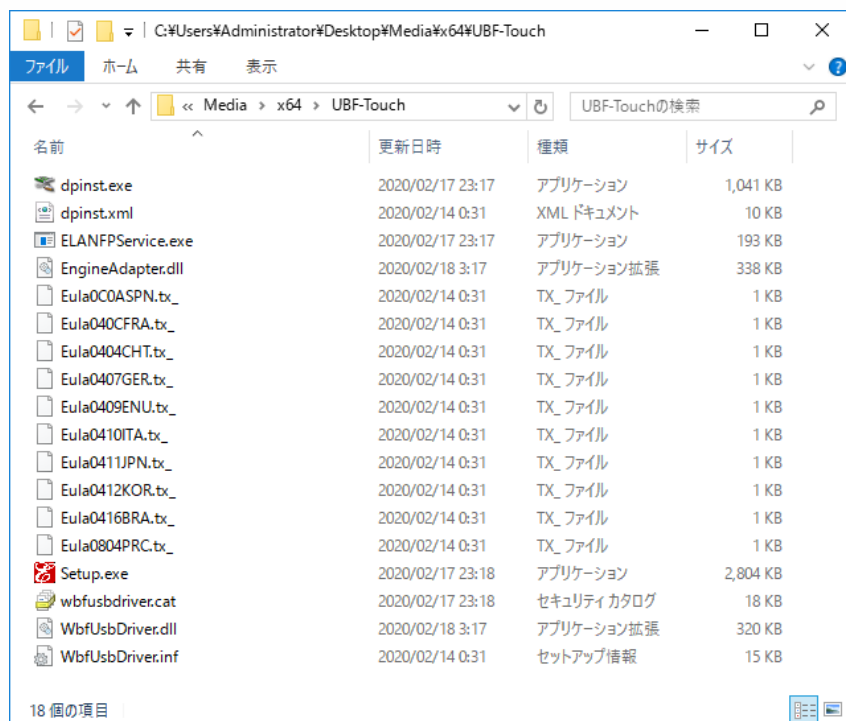 C:¥Users¥Administrator¥Desktop¥Media¥x64¥UBF-Touch
ファイル ホーム 共有 表示
« Media › x64 › UBF-Touch UBF-Touchの検索
名前 更新日時 種類 サイズ
dpinst.exe 2020/02/17 23:17 アプリケーション 1,041 KB
dpinst.xml 2020/02/14 0:31 XML ドキュメント 10 KB
ELANFPService.exe 2020/02/17 23:17 アプリケーション 193 KB
EngineAdapter.dll 2020/02/18 3:17 アプリケーション拡張 338 KB
Eula0C0ASPN.tx_ 2020/02/14 0:31 TX_ ファイル 1 KB
Eula040CFRA.tx_ 2020/02/14 0:31 TX_ ファイル 1 KB
Eula0404CHT.tx_ 2020/02/14 0:31 TX_ ファイル 1 KB
Eula0407GER.tx_ 2020/02/14 0:31 TX_ ファイル 1 KB
Eula0409ENU.tx_ 2020/02/14 0:31 TX_ ファイル 1 KB
Eula0410ITA.tx_ 2020/02/14 0:31 TX_ ファイル 1 KB
Eula0411JPN.tx_ 2020/02/14 0:31 TX_ ファイル 1 KB
Eula0412KOR.tx_ 2020/02/14 0:31 TX_ ファイル 1 KB
Eula0416BRA.tx_ 2020/02/14 0:31 TX_ ファイル 1 KB
Eula0804PRC.tx_ 2020/02/14 0:31 TX_ ファイル 1 KB
Setup.exe 2020/02/17 23:18 アプリケーション 2,804 KB
wbfusbdriver.cat 2020/02/17 23:18 セキュリティ カタログ 18 KB
WbfUsbDriver.dll 2020/02/18 3:17 アプリケーション拡張 320 KB
WbfUsbDriver.inf 2020/02/14 0:31 セットアップ情報 15 KB
18 個の項目